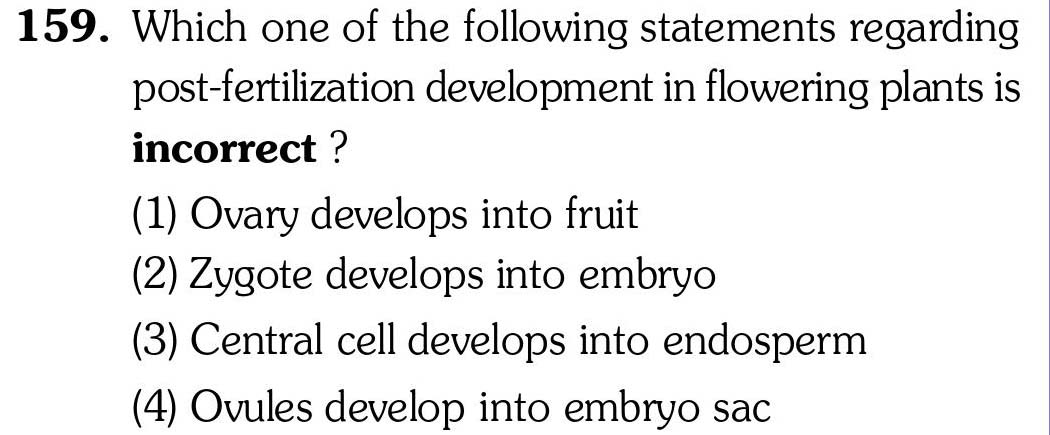 159. Which one of the following statements regarding
post-fertilization development in flowering plants is
incorrect ?
(1) Ovary develops into fruit
(2) Zygote develops into embryo
(3) Central cell develops into endosperm
(4) Ovules develop into embryo sac